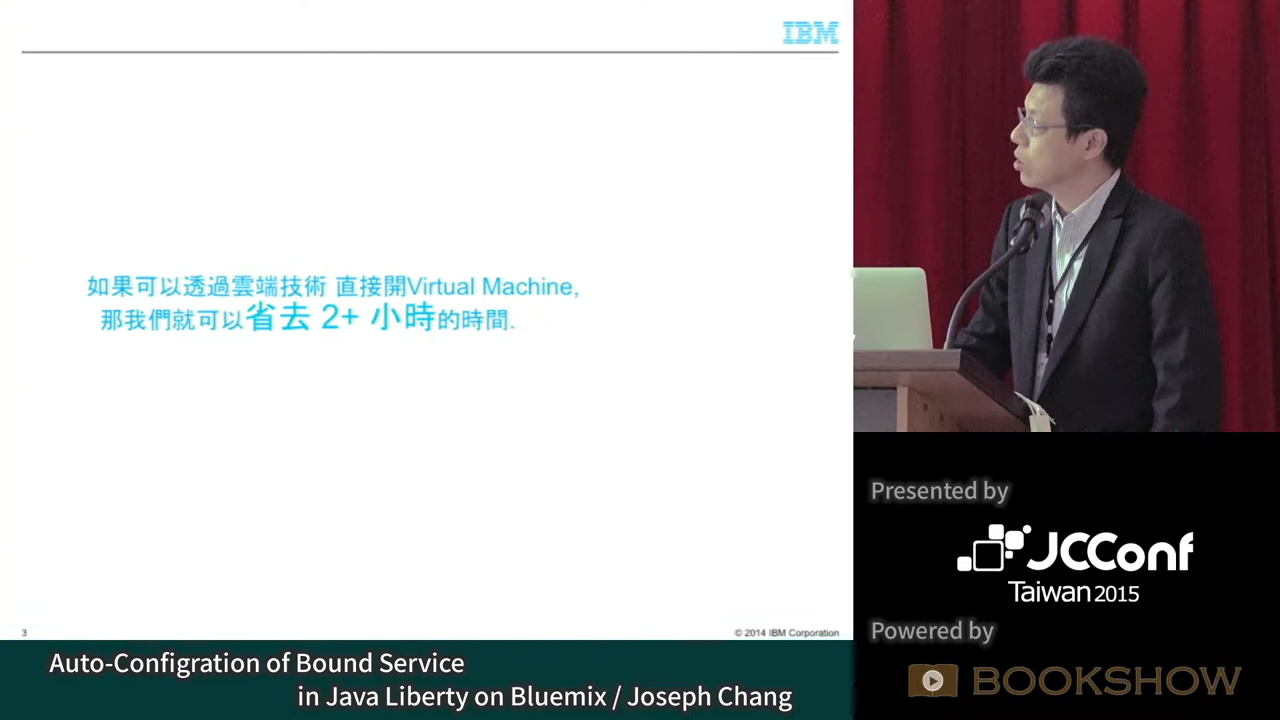 IBM
如果可以透過雲端技術 直接開Virtual Machine,
那我們就可以省去 2+ 小時的時間.
3
© 2014 IBM Corporation
Auto-Configration of Bound Service
in Java Liberty on Bluemix / Joseph Chang
Presented by
JCConf
Taiwan 2015
Powered by
BOOKSHOW